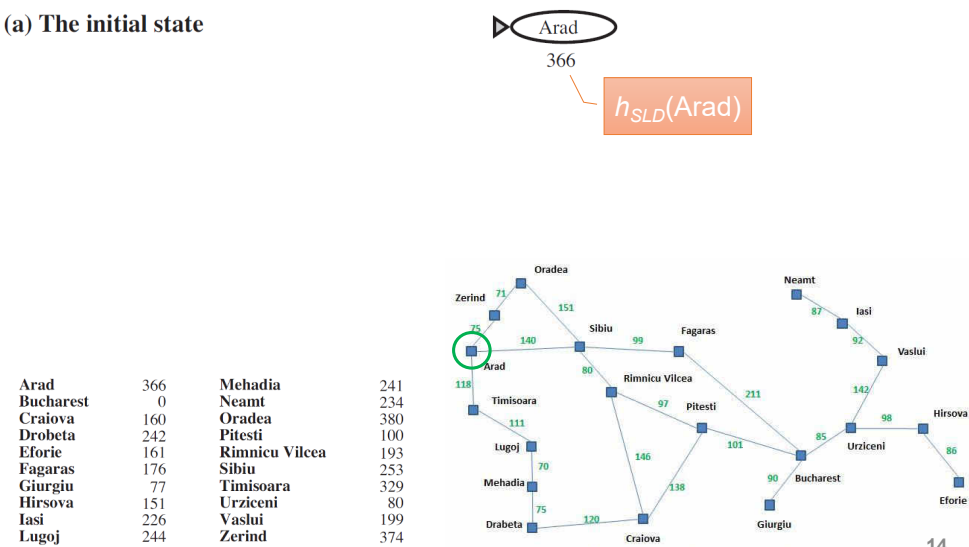 (a) The initial state
Arad
366
hSLD(Arad)
Arad 366 Mehadia 241
Bucharest 0 Neamt 234
Craiova 160 Oradea 380
Drobeta 242 Pitesti 100
Eforie 161 Rimnicu Vilcea 193
Fagaras 176 Sibiu 253
Giurgiu 77 Timisoara 329
Hirsova 151 Urziceni 80
Iasi 226 Vaslui 199
Lugoj 244 Zerind 374
Oradea
Neamt
71
Zerind
87
151
Iasi
75
Sibiu
Fagaras
92
140
99
Vaslui
Arad
80
118
Rimnicu Vilcea
142
211
Timisoara
97
Pitesti
98
Hirsova
111
85
Lugoj
101
Urziceni
146
86
70
Bucharest
Mehadia
90
138
Eforie
75
120
Drabeta
Giurgiu
Craiova
14